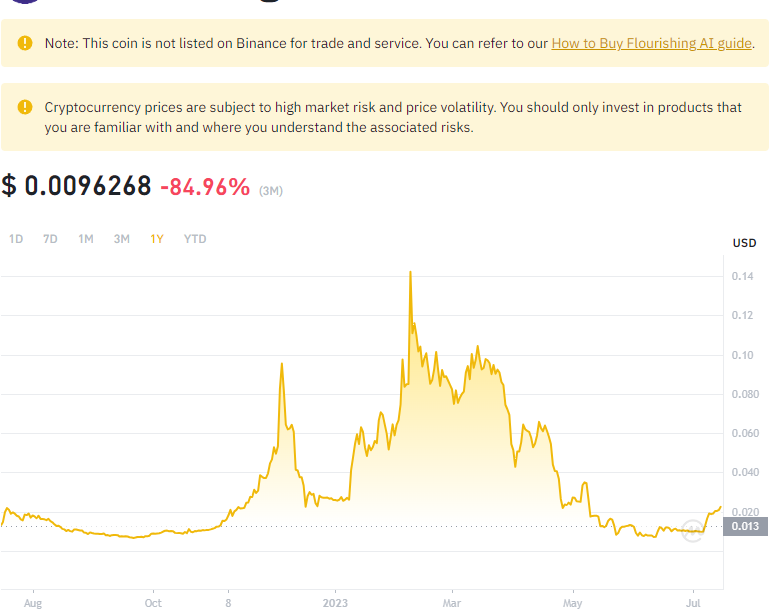 Note: This coin is not listed on Binance for trade and service. You can refer to our How to Buy Flourishing AI guide.
Cryptocurrency prices are subject to high market risk and price volatility. You should only invest in products that
you are familiar with and where you understand the associated risks.
$ 0.0096268 -84.96% (3M)
1D 7D 1M 3M 1Y YTD
USD
0.14
0.12
0.10
0.080
0.060
0.040
0.020
0.013
Aug Oct 8 2023 Mar May Jul